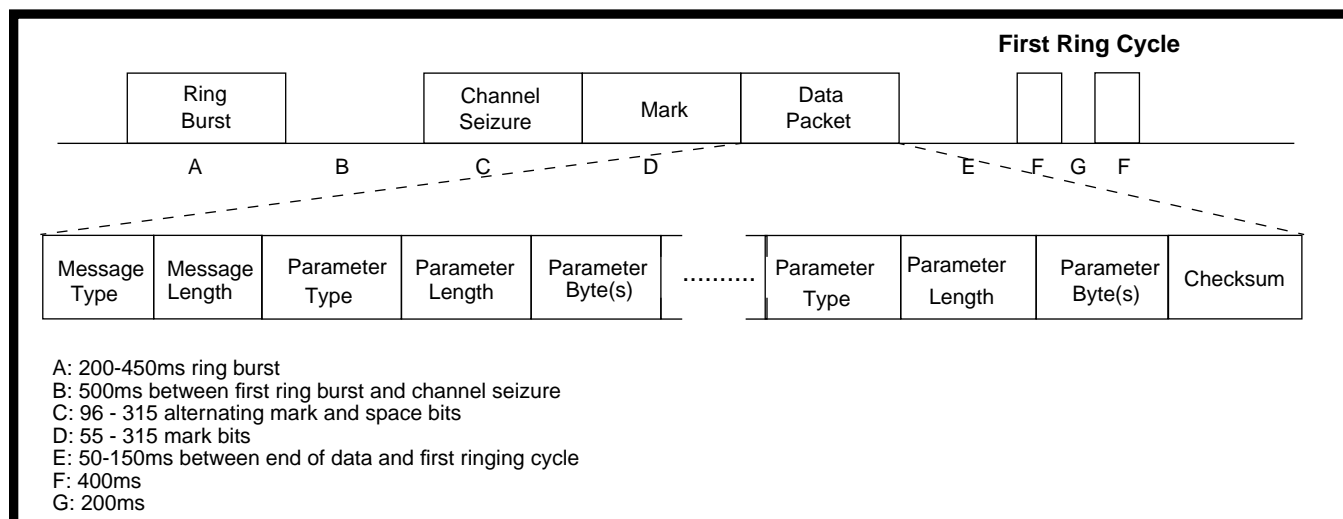 First Ring Cycle
Ring
Burst
Channel
Seizure
Mark
Data
Packet
A
B
C
D
E
F
G
F
Message
Type
Message
Length
Parameter
Type
Parameter
Length
Parameter
Byte(s)
..........
Parameter
Type
Parameter
Length
Parameter
Byte(s)
Checksum
A: 200-450ms ring burst
B: 500ms between first ring burst and channel seizure
C: 96 - 315 alternating mark and space bits
D: 55 - 315 mark bits
E: 50-150ms between end of data and first ringing cycle
F: 400ms
G: 200ms